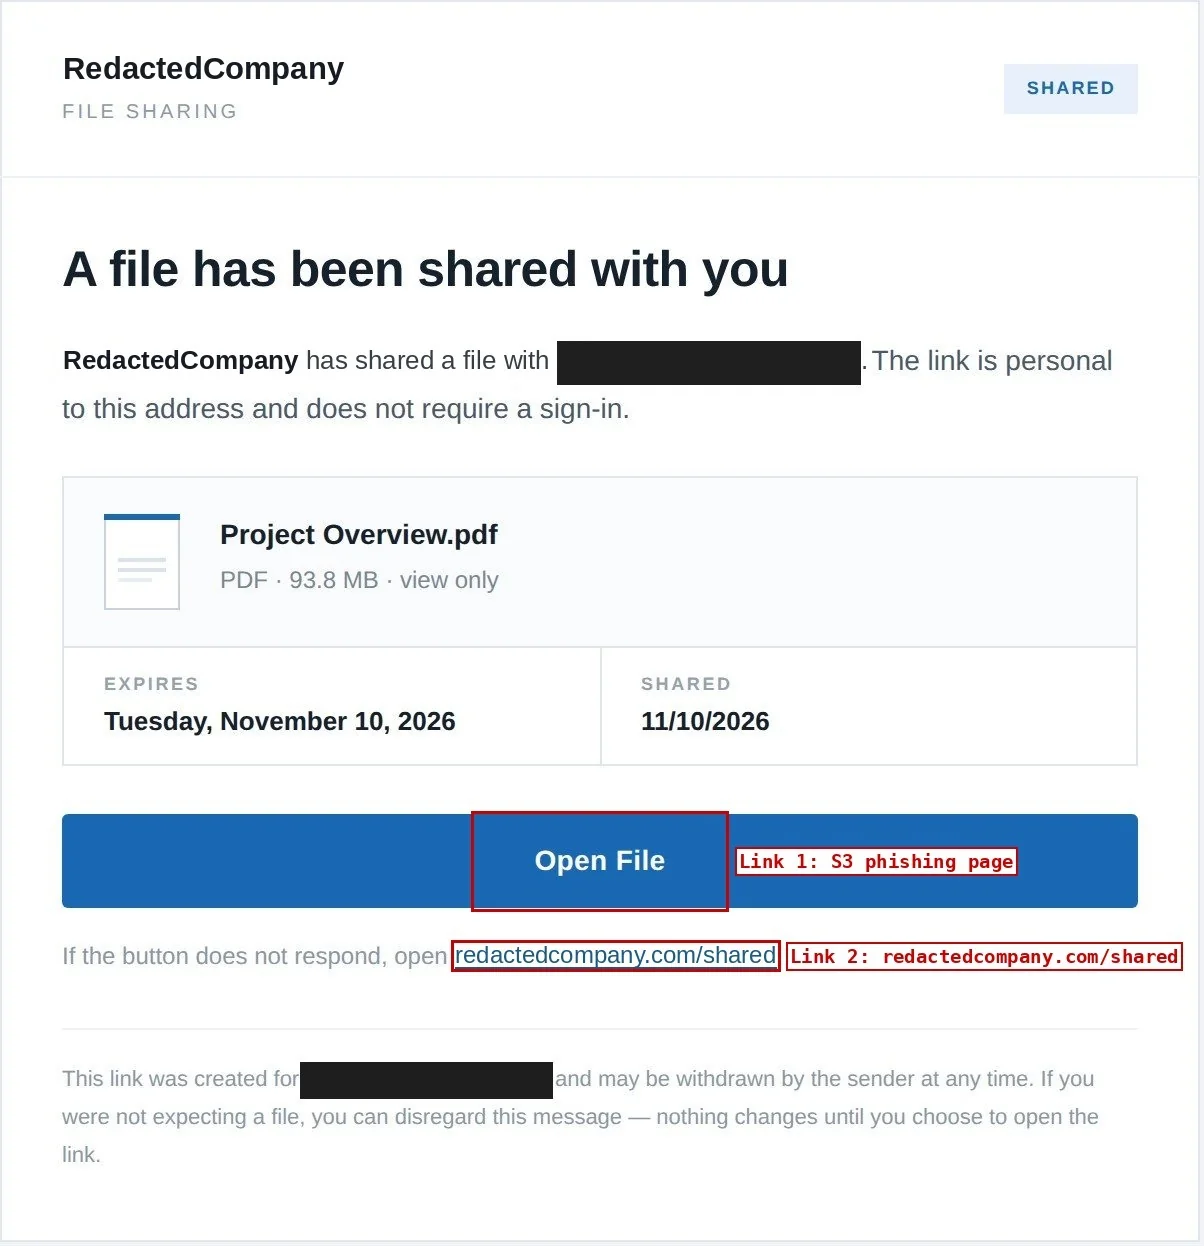 RedactedCompany
FILE SHARING
SHARED
A file has been shared with you
RedactedCompany has shared a file with . The link is personal
to this address and does not require a sign-in.
Project Overview.pdf
PDF · 93.8 MB · view only
EXPIRES
Tuesday, November 10, 2026
SHARED
11/10/2026
Open File
Link 1: S3 phishing page
If the button does not respond, open redactedcompany.com/shared
Link 2: redactedcompany.com/shared
This link was created for and may be withdrawn by the sender at any time. If you
were not expecting a file, you can disregard this message — nothing changes until you choose to open the
link.